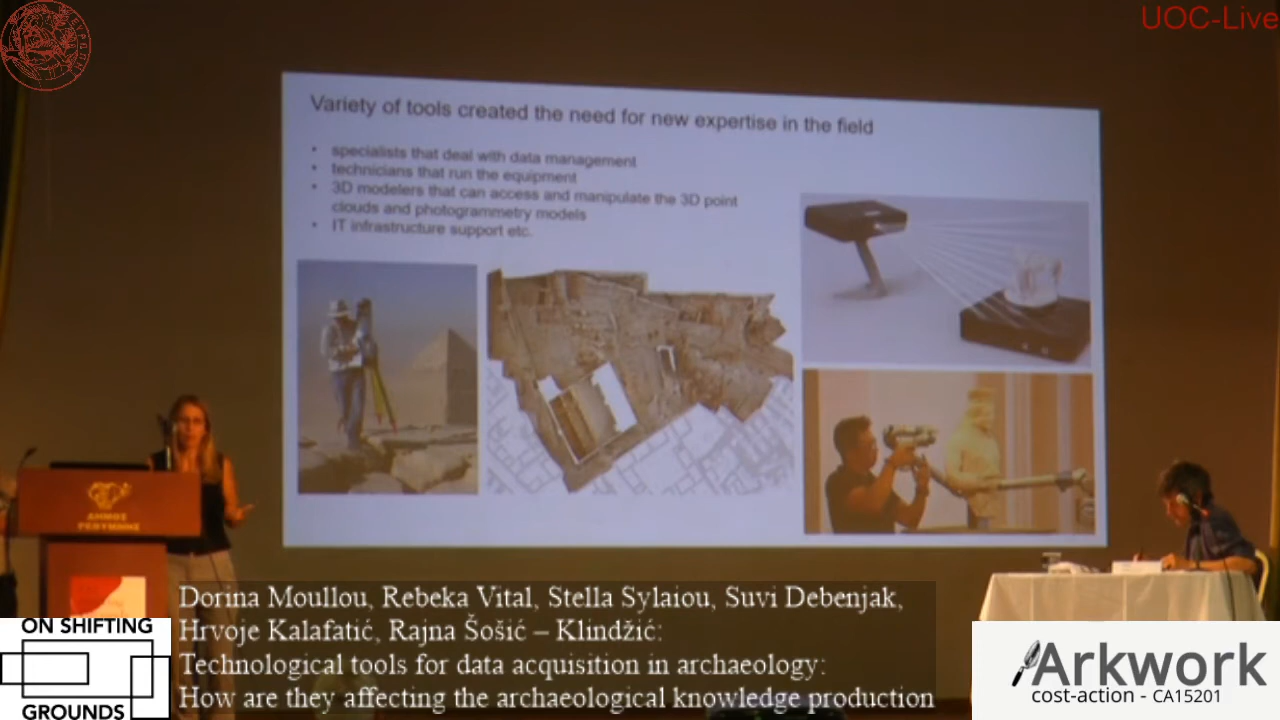 UOC-Live
Variety of tools created the need for new expertise in the field
• specialists that deal with data management
• technicians that run the equipment
• 3D modelers that can access and manipulate the 3D point
clouds and photogrammetry models
• IT infrastructure support etc.
ΔΗΜΟΣ
ΡΕΘΥΜΝΗΣ
Dorina Moullou, Rebeka Vital, Stella Sylaiou, Suvi Debenjak,
Hrvoje Kalafatić, Rajna Šošić – Klindžić:
Technological tools for data acquisition in archaeology:
How are they affecting the archaeological knowledge production
ON SHIFTING
GROUNDS
Arkwork
cost-action - CA15201